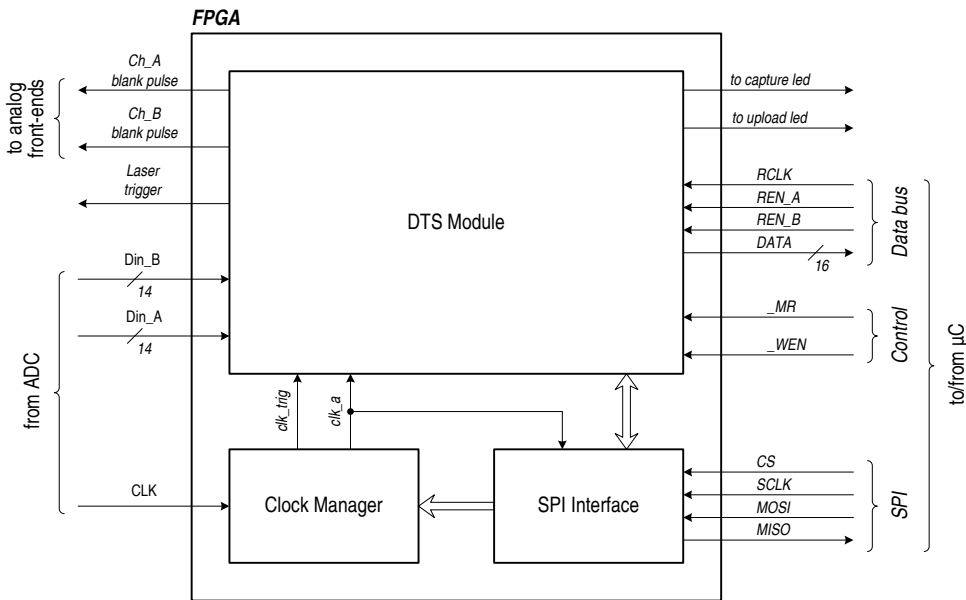 FPGA
Ch_A
blank pulse
Ch_B
blank pulse
to analog
front-ends
Laser
trigger
Din_B
14
Din_A
14
from ADC
CLK
DTS Module
clk_trig
clk_a
Clock Manager
SPI Interface
to capture led
to upload led
RCLK
REN_A
REN_B
DATA
16
Data bus
_MR
_WEN
Control
to/from µC
CS
SCLK
MOSI
MISO
SPI